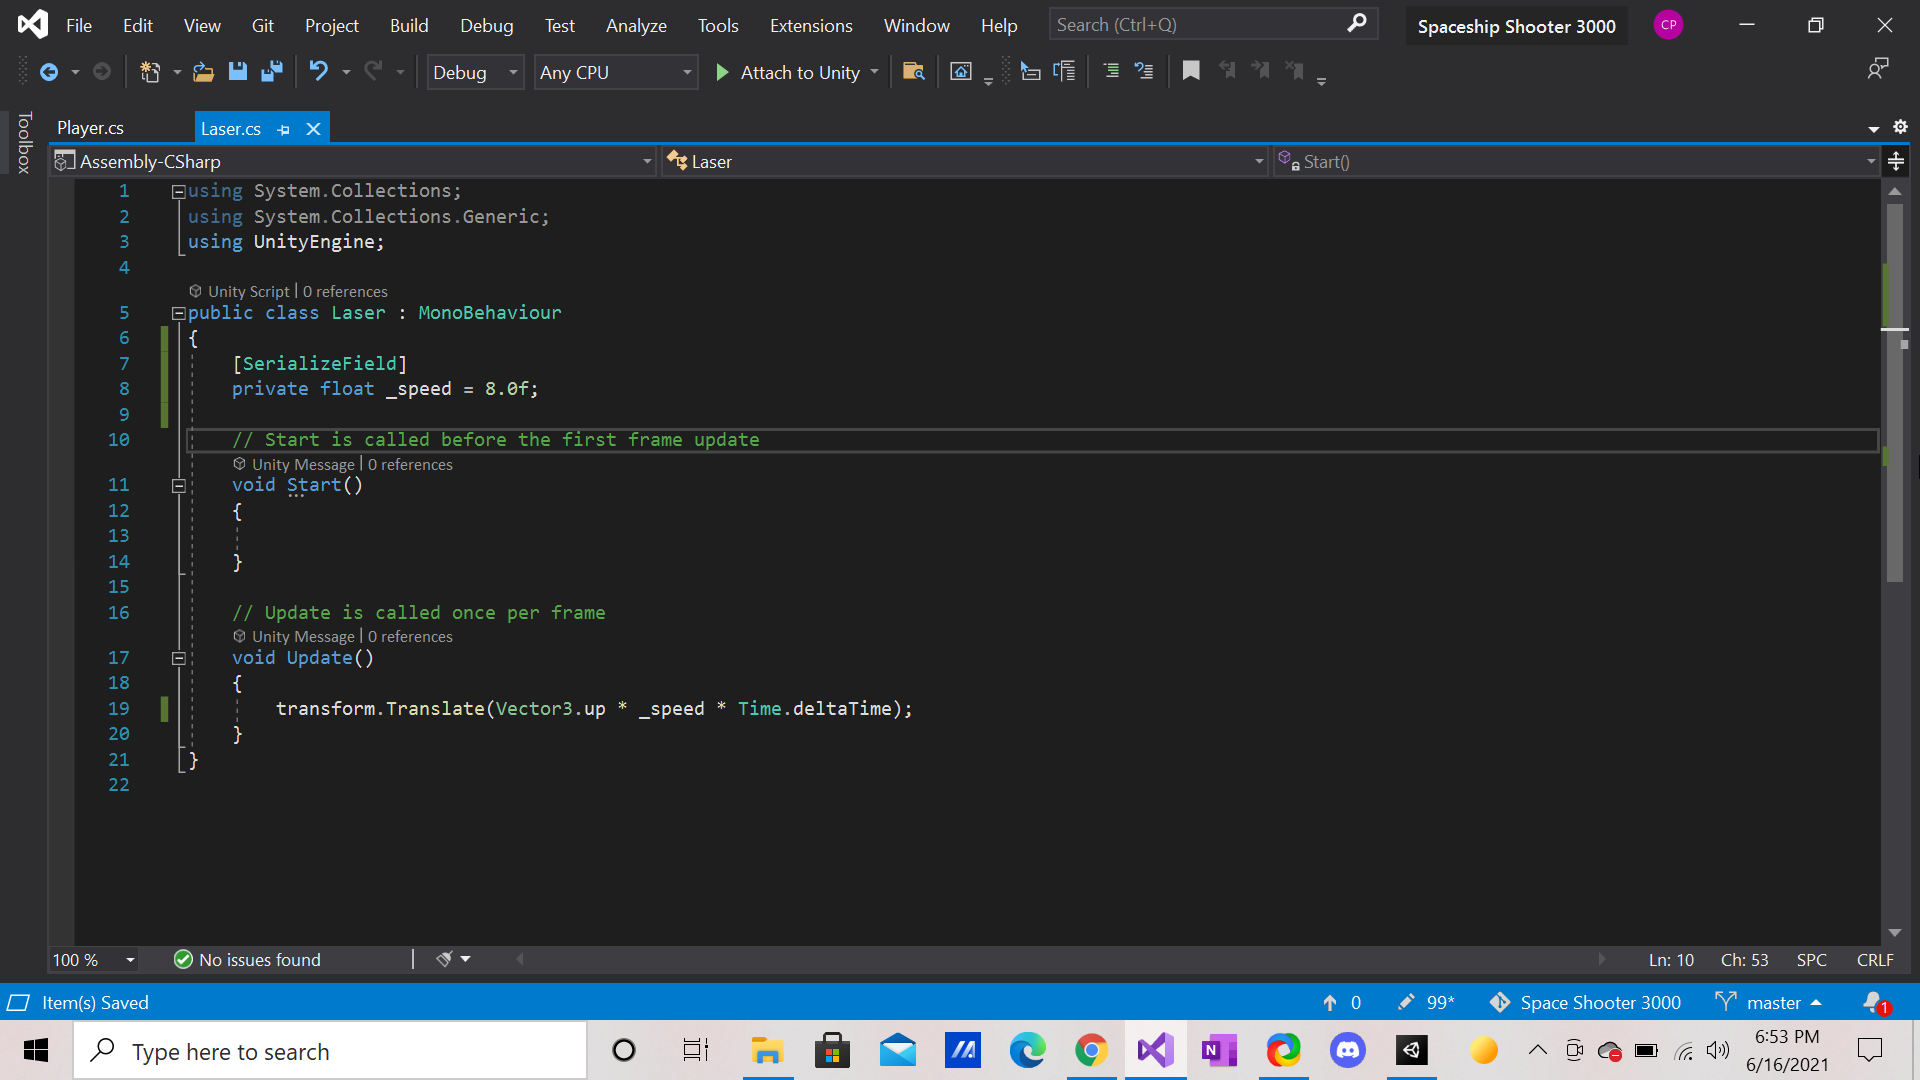 File Edit View Git Project Build Debug Test Analyze Tools Extensions Window Help Search (Ctrl+Q) Spaceship Shooter 3000 CP
Debug Any CPU Attach to Unity
Toolbox
Player.cs Laser.cs
Assembly-CSharp Laser Start()
1 using System.Collections;
2 using System.Collections.Generic;
3 using UnityEngine;
4
Unity Script | 0 references
5 public class Laser : MonoBehaviour
6 {
7 [SerializeField]
8 private float _speed = 8.0f;
9
10 // Start is called before the first frame update
Unity Message | 0 references
11 void Start()
12 {
13
14 }
15
16 // Update is called once per frame
Unity Message | 0 references
17 void Update()
18 {
19 transform.Translate(Vector3.up * _speed * Time.deltaTime);
20 }
21 }
22
100 % No issues found Ln: 10 Ch: 53 SPC CRLF
Item(s) Saved 0 99* Space Shooter 3000 master 1
Type here to search N 6:53 PM
6/16/2021